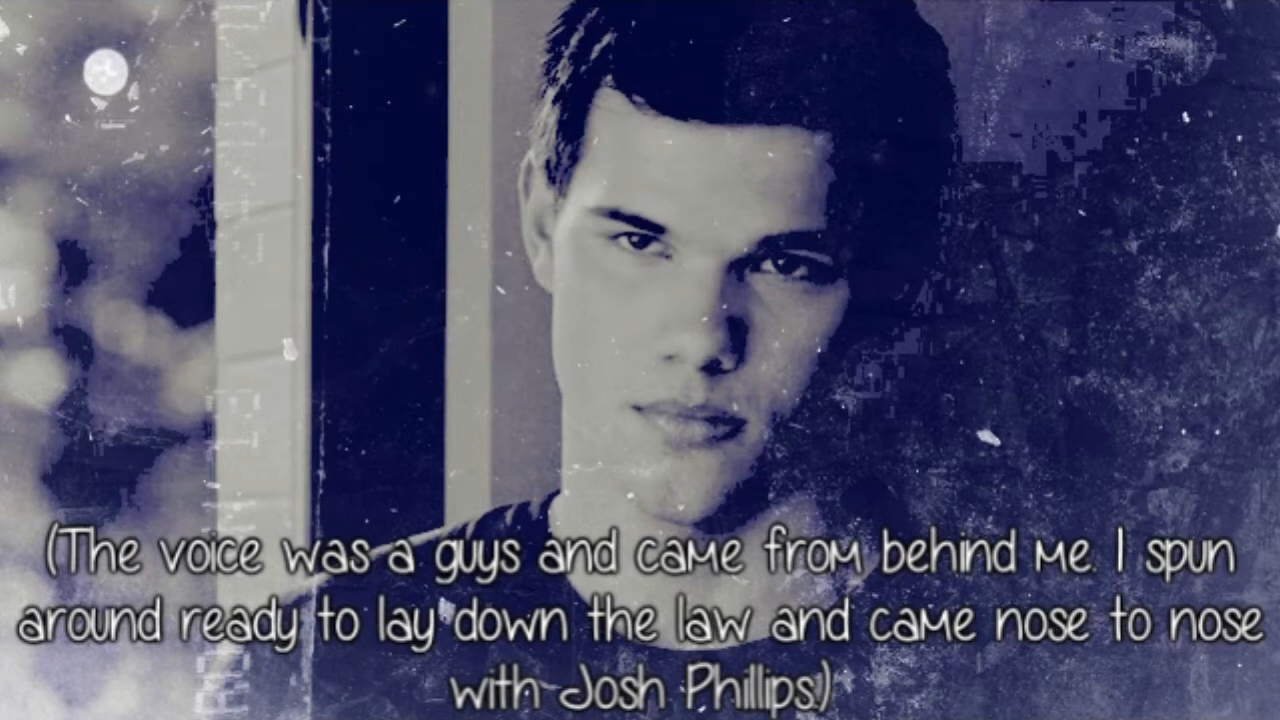 (The voice was a guys and came from behind me. I spun
around ready to lay down the law and came nose to nose
with Josh Phillips.)